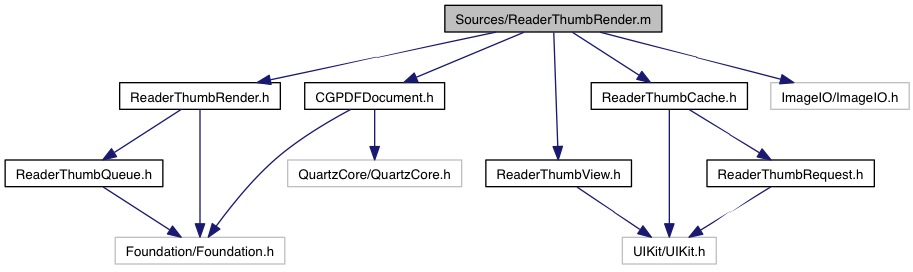 Sources/ReaderThumbRender.m
ReaderThumbRender.h
CGPDFDocument.h
ReaderThumbCache.h
ImageIO/ImageIO.h
ReaderThumbQueue.h
QuartzCore/QuartzCore.h
ReaderThumbView.h
ReaderThumbRequest.h
Foundation/Foundation.h
UIKit/UIKit.h